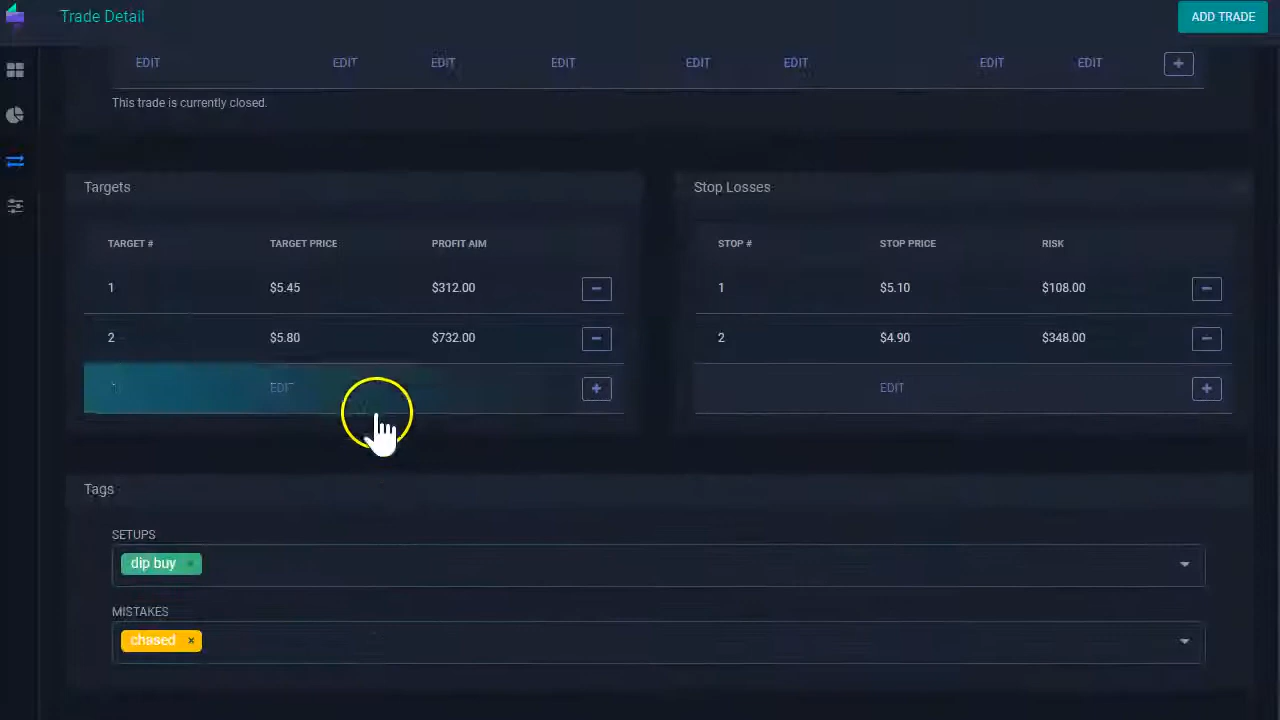 Trade Detail
ADD TRADE
EDIT EDIT EDIT EDIT EDIT EDIT EDIT EDIT +
This trade is currently closed.
Targets
TARGET # TARGET PRICE PROFIT AIM
1 $5.45 $312.00 −
2 $5.80 $732.00 −
EDIT +
Stop Losses
STOP # STOP PRICE RISK
1 $5.10 $108.00 −
2 $4.90 $348.00 −
EDIT +
Tags
SETUPS
dip buy ×
MISTAKES
chased ×